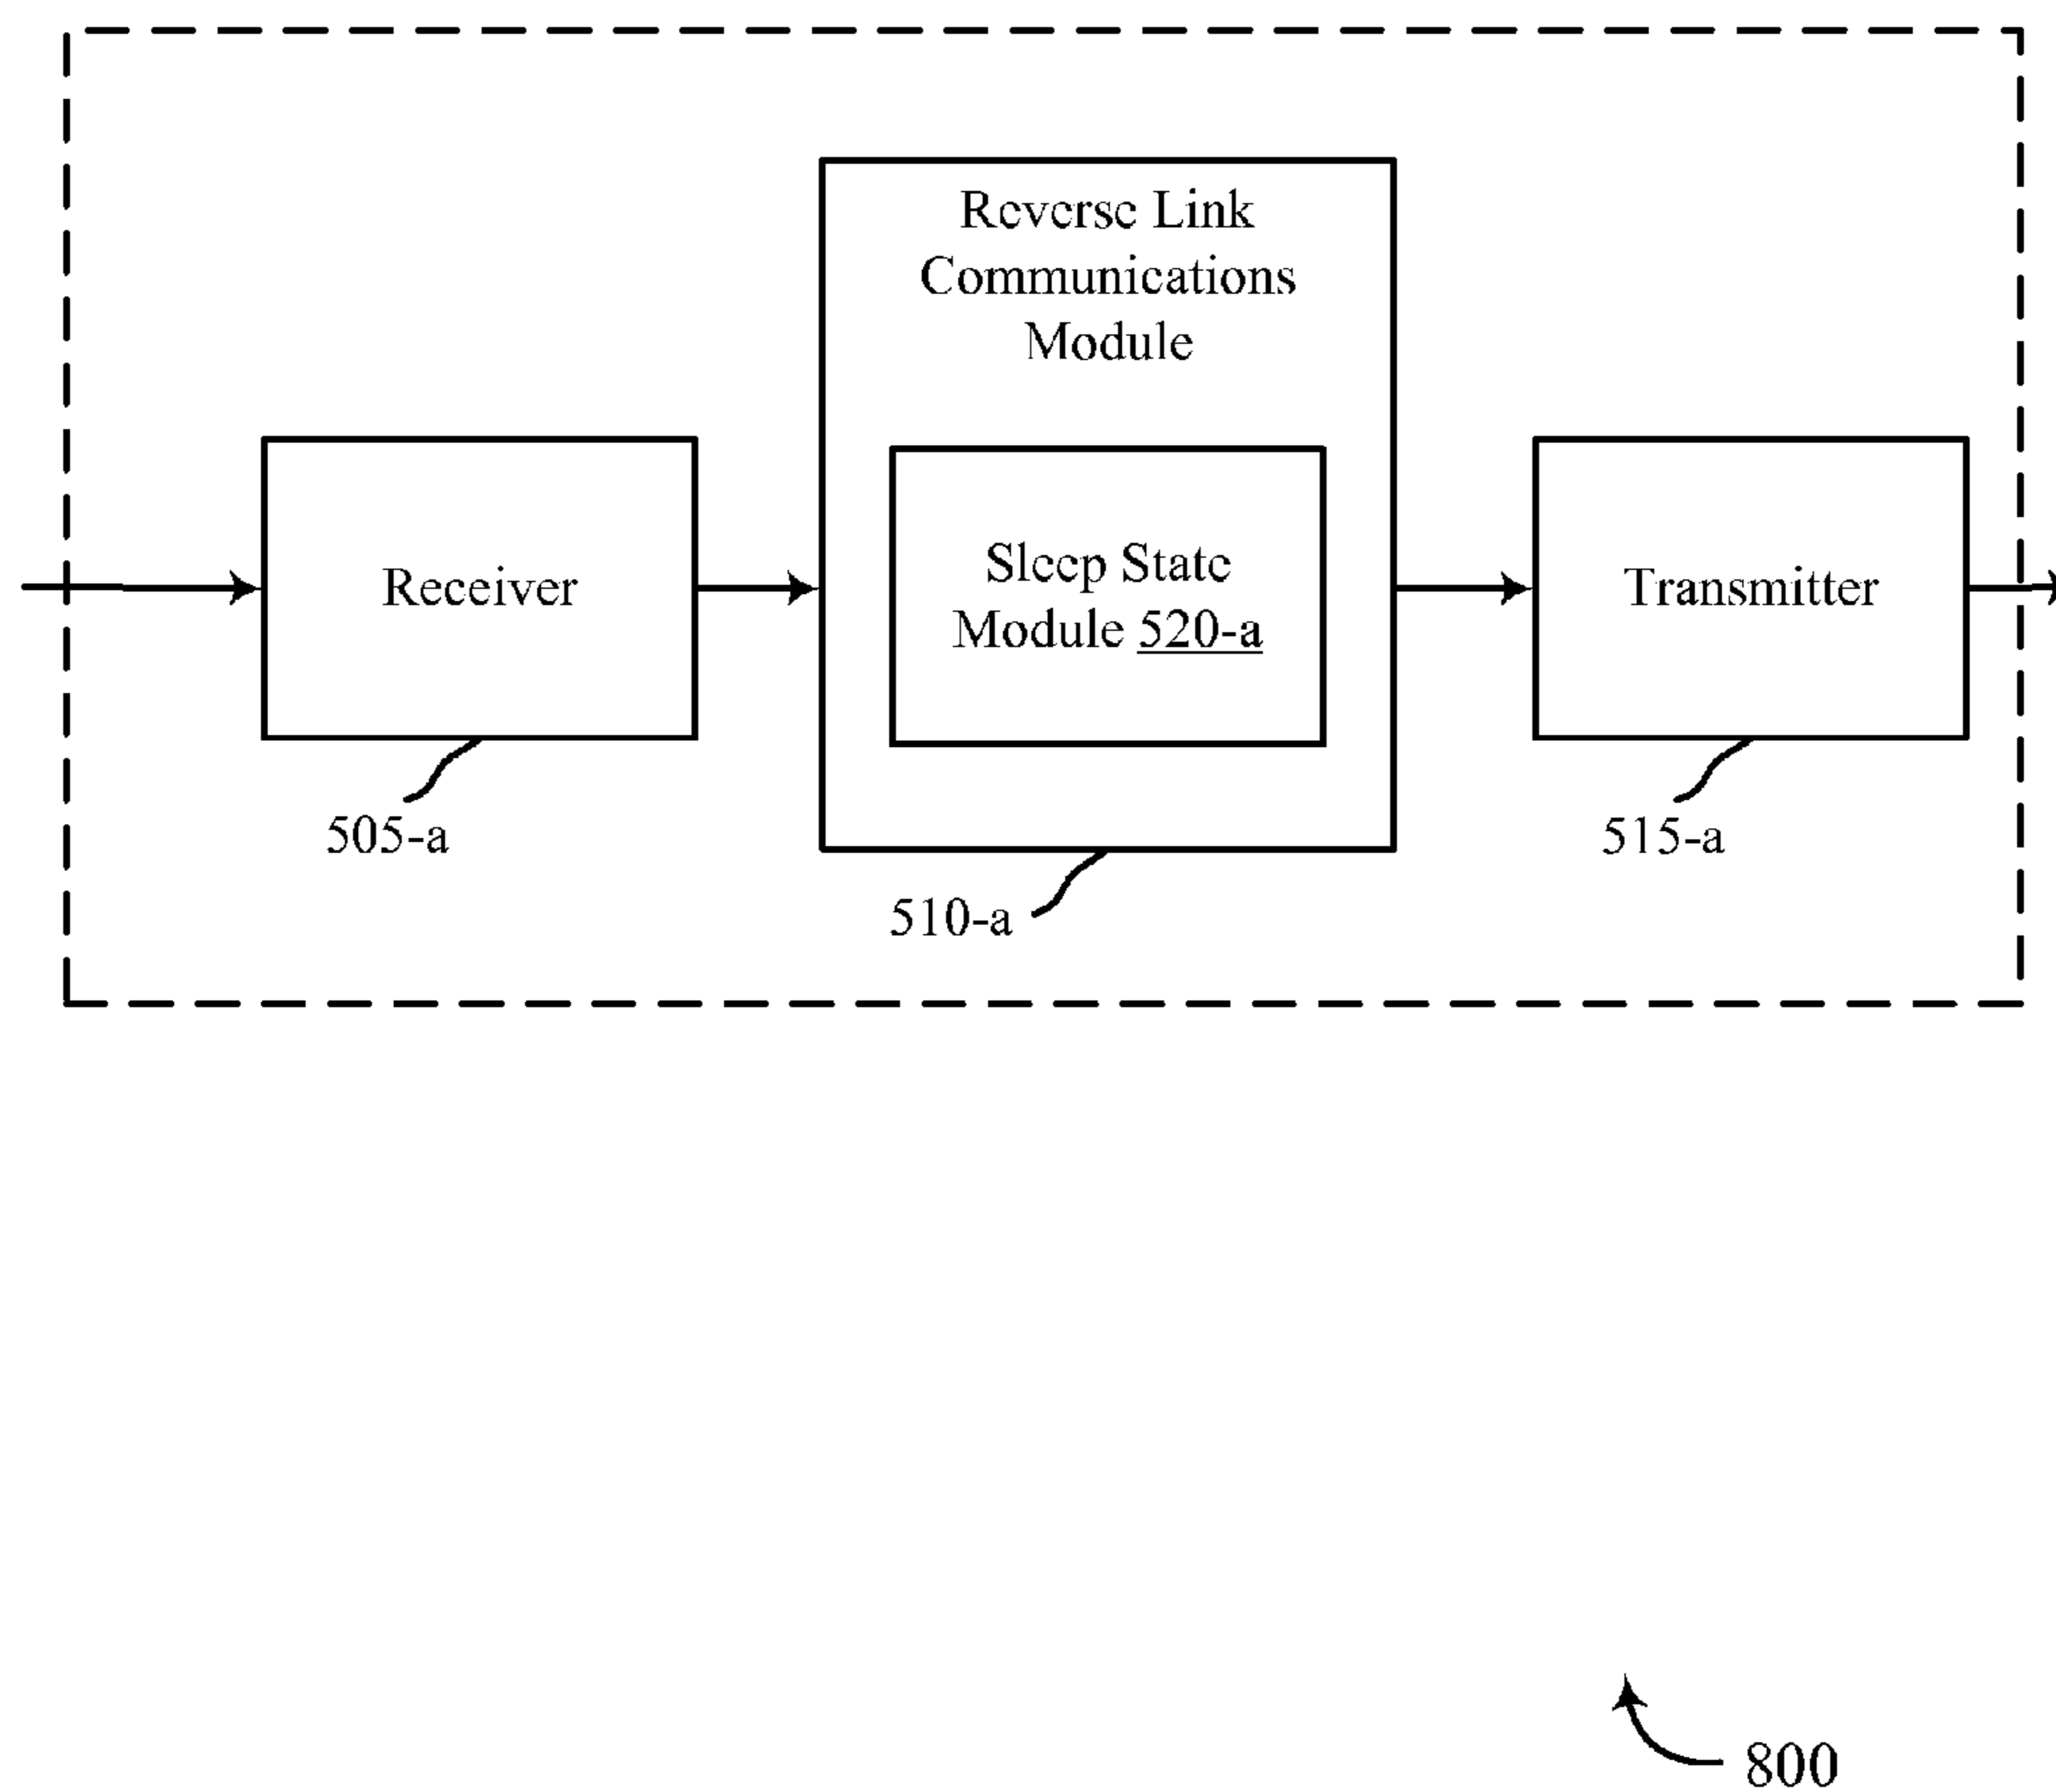 Reverse Link
Communications
Module
Receiver
Sleep State
Module 520-a
Transmitter
505-a
515-a
510-a
800